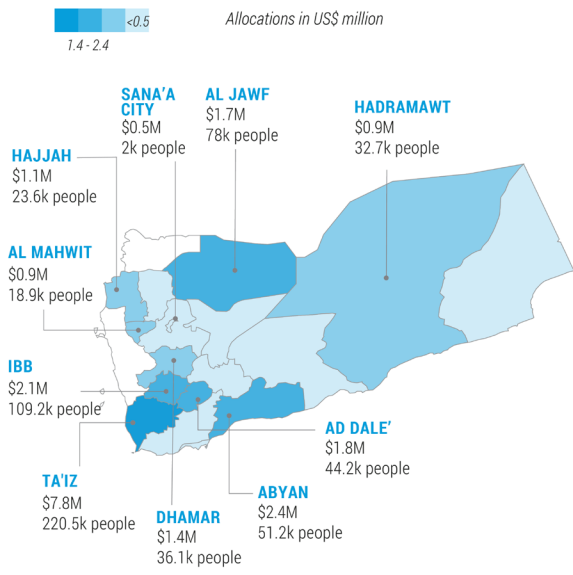 <0.5
Allocations in US$ million
1.4 - 2.4
SANA'A
CITY
$0.5M
2k people
AL JAWF
$1.7M
78k people
HADRAMAWT
$0.9M
32.7k people
HAJJAH
$1.1M
23.6k people
AL MAHWIT
$0.9M
18.9k people
IBB
$2.1M
109.2k people
AD DALE'
$1.8M
44.2k people
TA'IZ
$7.8M
220.5k people
DHAMAR
$1.4M
36.1k people
ABYAN
$2.4M
51.2k people